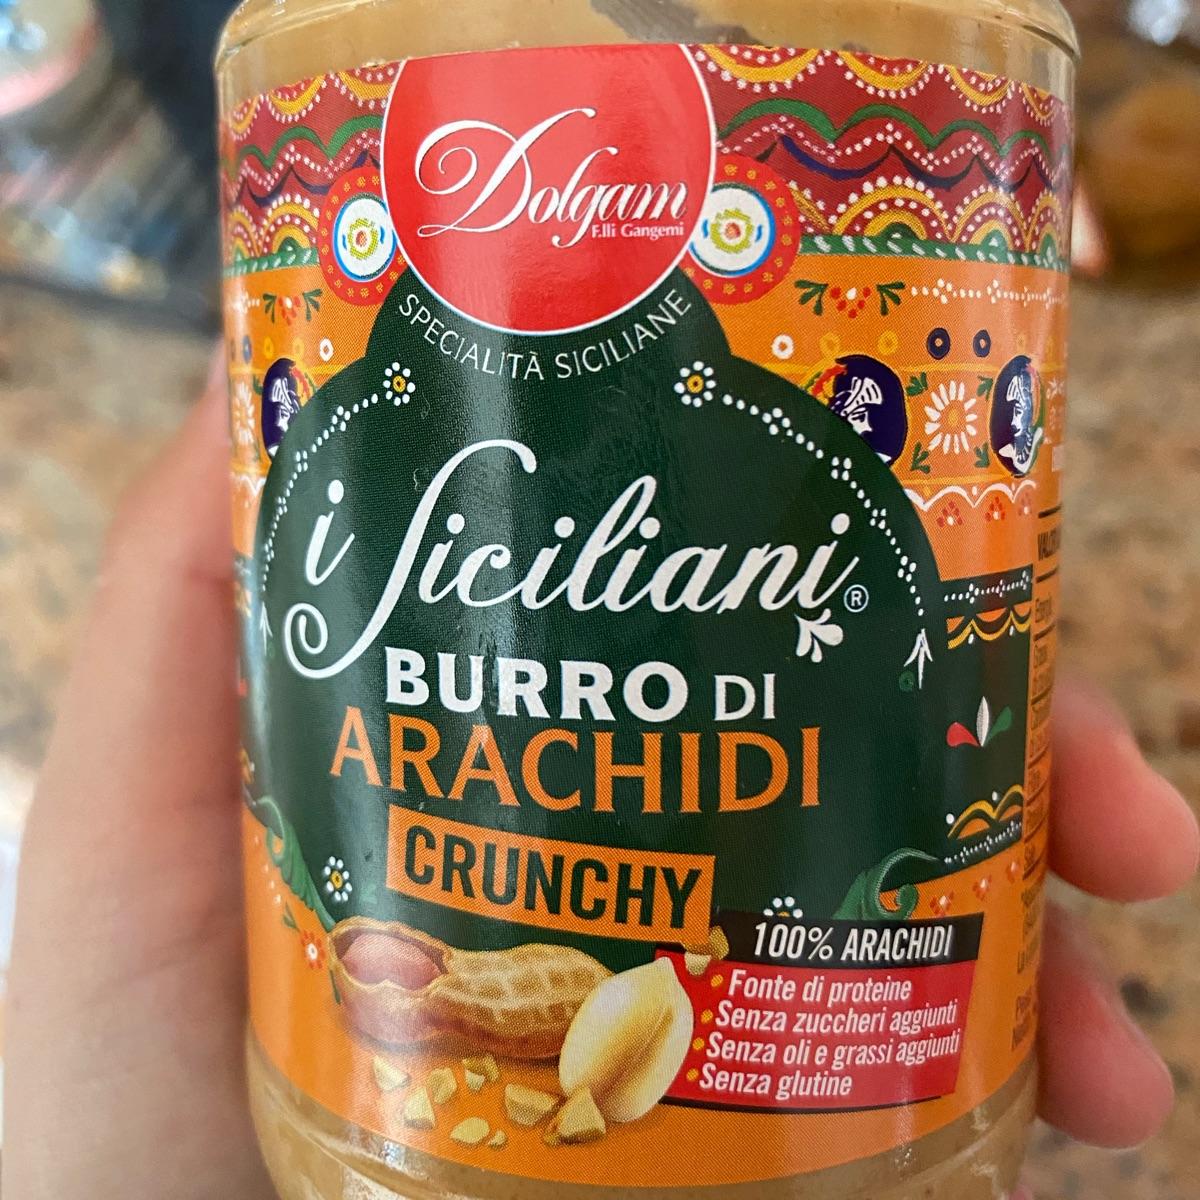 Dolgam
F.lli Gangemi
SPECIALITÀ SICILIANE
i Siciliani®
BURRO DI
ARACHIDI
CRUNCHY
100% ARACHIDI
• Fonte di proteine
• Senza zuccheri aggiunti
• Senza oli e grassi aggiunti
• Senza glutine